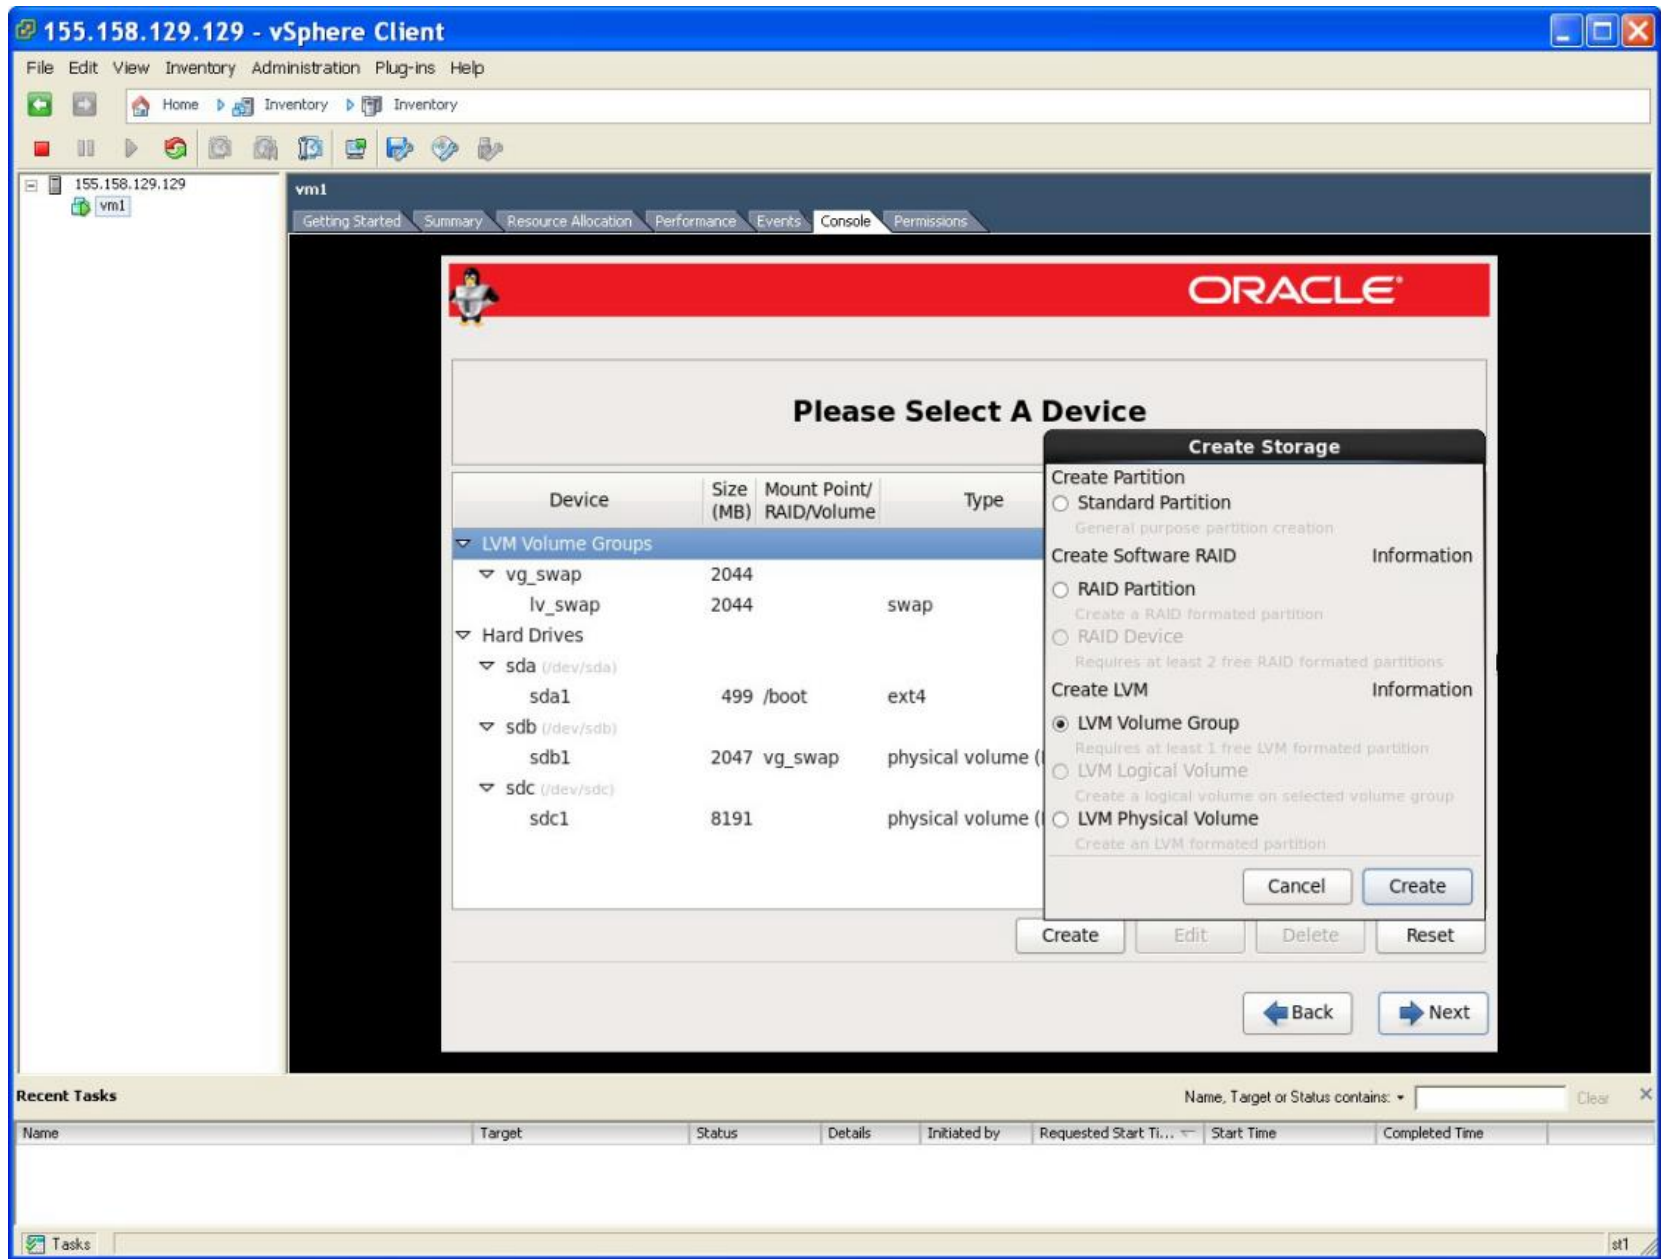 155.158.129.129 - vSphere Client
File Edit View Inventory Administration Plug-ins Help
Home Inventory Inventory
155.158.129.129
vm1
vm1
Getting Started Summary Resource Allocation Performance Events Console Permissions
ORACLE
Please Select A Device
Device Size (MB) Mount Point/ RAID/Volume Type
LVM Volume Groups
vg_swap 2044
lv_swap 2044 swap
Hard Drives
sda (/dev/sda)
sda1 499 /boot ext4
sdb (/dev/sdb)
sdb1 2047 vg_swap physical volume (
sdc (/dev/sdc)
sdc1 8191 physical volume (
Create Storage
Create Partition
Standard Partition
General purpose partition creation
Create Software RAID Information
RAID Partition
Create a RAID formated partition
RAID Device
Requires at least 2 free RAID formated partitions
Create LVM Information
LVM Volume Group
Requires at least 1 free LVM formated partition
LVM Logical Volume
Create a logical volume on selected volume group
LVM Physical Volume
Create an LVM formated partition
Cancel Create
Create Edit Delete Reset
Back Next
Recent Tasks Name, Target or Status contains: Clear
Name Target Status Details Initiated by Requested Start Ti... Start Time Completed Time
Tasks st1